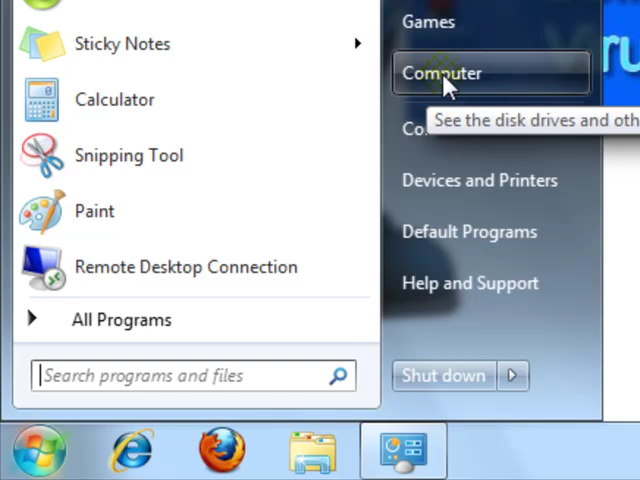 Games
Sticky Notes
Computer
Calculator
See the disk drives and oth
Co
Snipping Tool
Devices and Printers
Paint
Default Programs
Remote Desktop Connection
Help and Support
All Programs
Search programs and files
Shut down